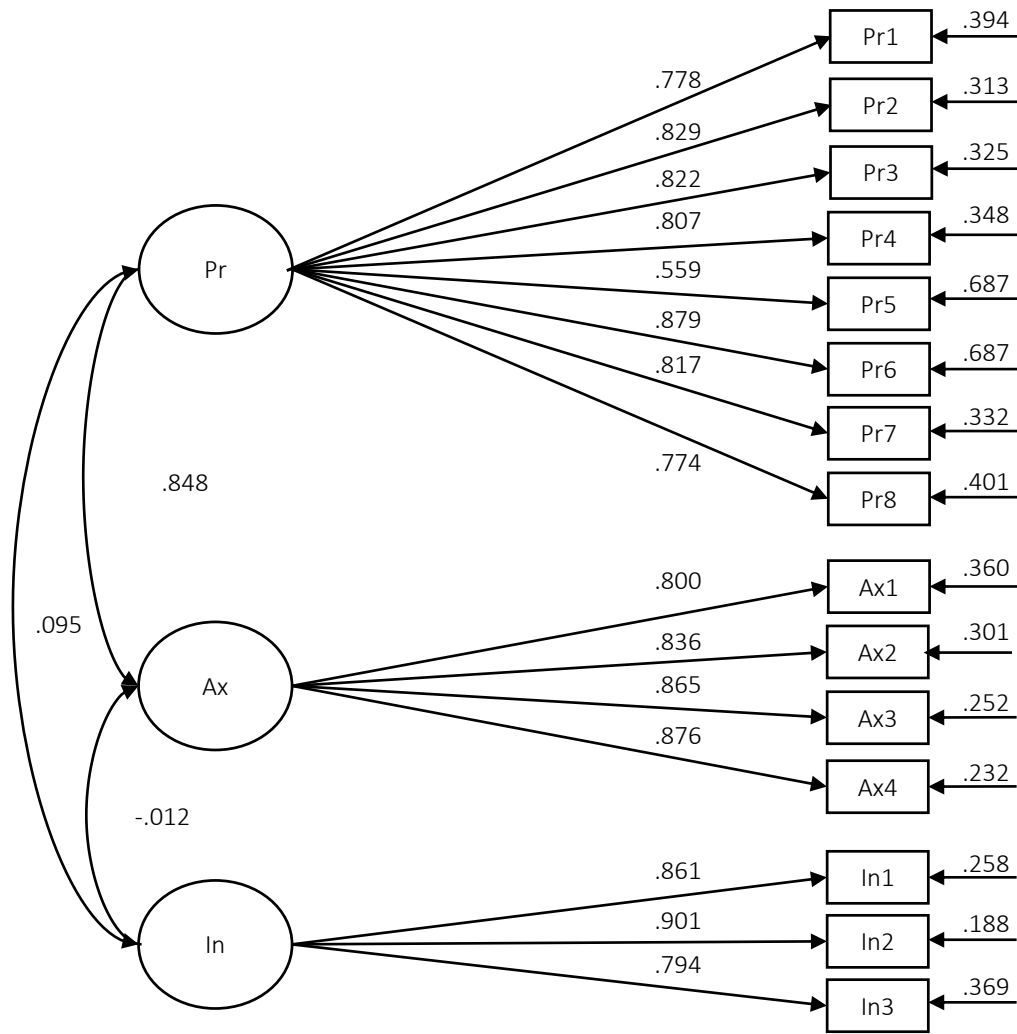 .394
Pr1
.778
.313
Pr2
.829
.325
Pr3
.822
.348
Pr4
.807
Pr
.687
Pr5
.559
.687
Pr6
.879
.332
Pr7
.817
.401
Pr8
.774
.848
.360
Ax1
.800
.301
Ax2
.836
.095
.252
Ax3
.865
Ax
.232
Ax4
.876
-.012
.258
In1
.861
.188
In2
.901
In
.794
.369
In3